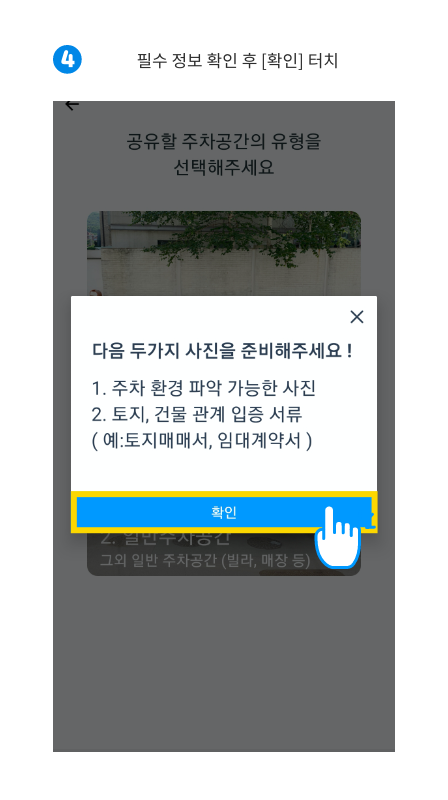 4
필수 정보 확인 후 [확인] 터치
공유할 주차공간의 유형을
선택해주세요
다음 두가지 사진을 준비해주세요 !
1. 주차 환경 파악 가능한 사진
2. 토지, 건물 관계 입증 서류
( 예:토지매매서, 임대계약서 )
확인
2. 일반주차공간
그외 일반 주차공간 (빌라, 매장 등)